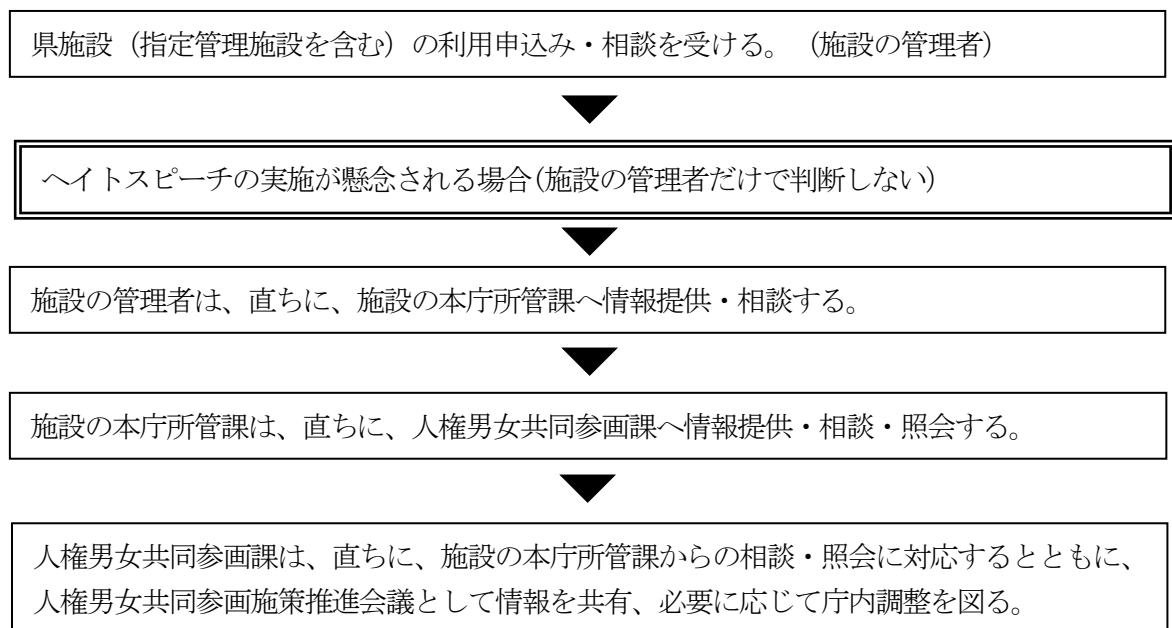 県施設（指定管理施設を含む）の利用申込み・相談を受ける。（施設の管理者）
ヘイトスピーチの実施が懸念される場合(施設の管理者だけで判断しない)
施設の管理者は、直ちに、施設の本庁所管課へ情報提供・相談する。
施設の本庁所管課は、直ちに、人権男女共同参画課へ情報提供・相談・照会する。
人権男女共同参画課は、直ちに、施設の本庁所管課からの相談・照会に対応するとともに、
人権男女共同参画施策推進会議として情報を共有、必要に応じて庁内調整を図る。